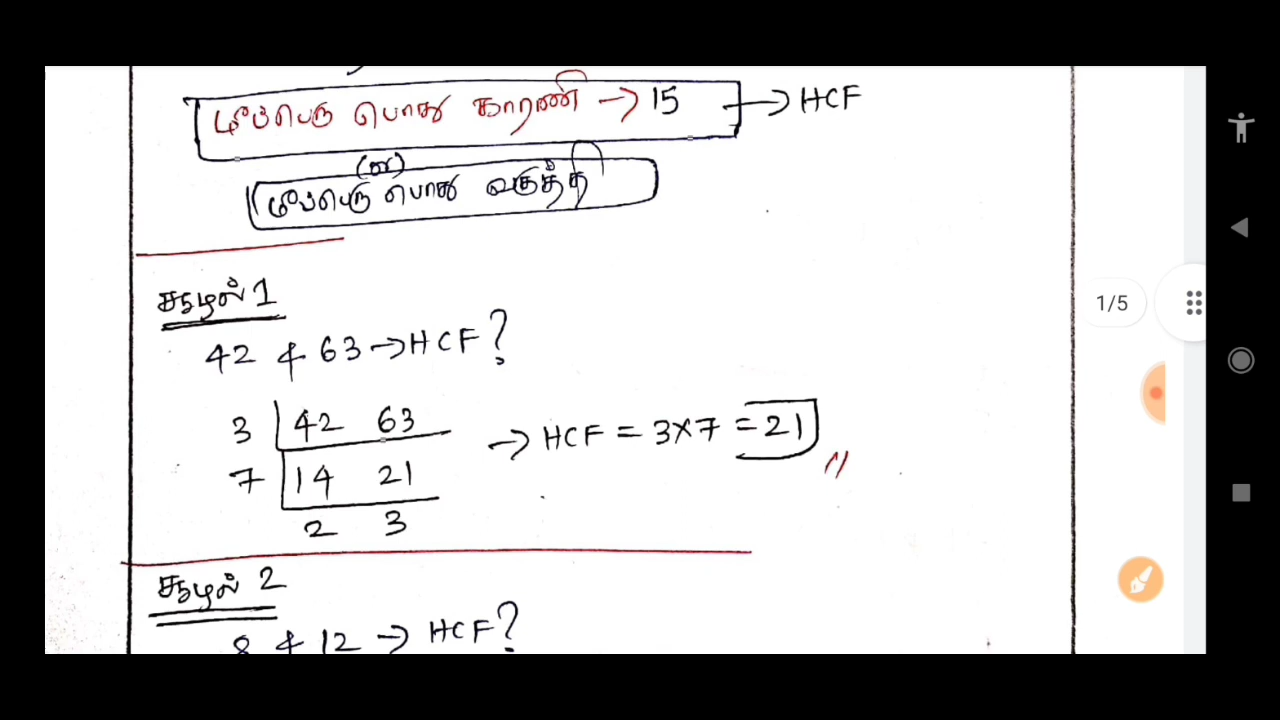 மீப்பெரு பொது காரணி → 15 → HCF
(or)
மீப்பெரு பொது வகுத்தி
சூழல் 1
42 & 63 → HCF?
3 | 42 63
7 | 14 21
2 3
→ HCF = 3×7 = 21
1/5
சூழல் 2
8 & 12 → HCF?